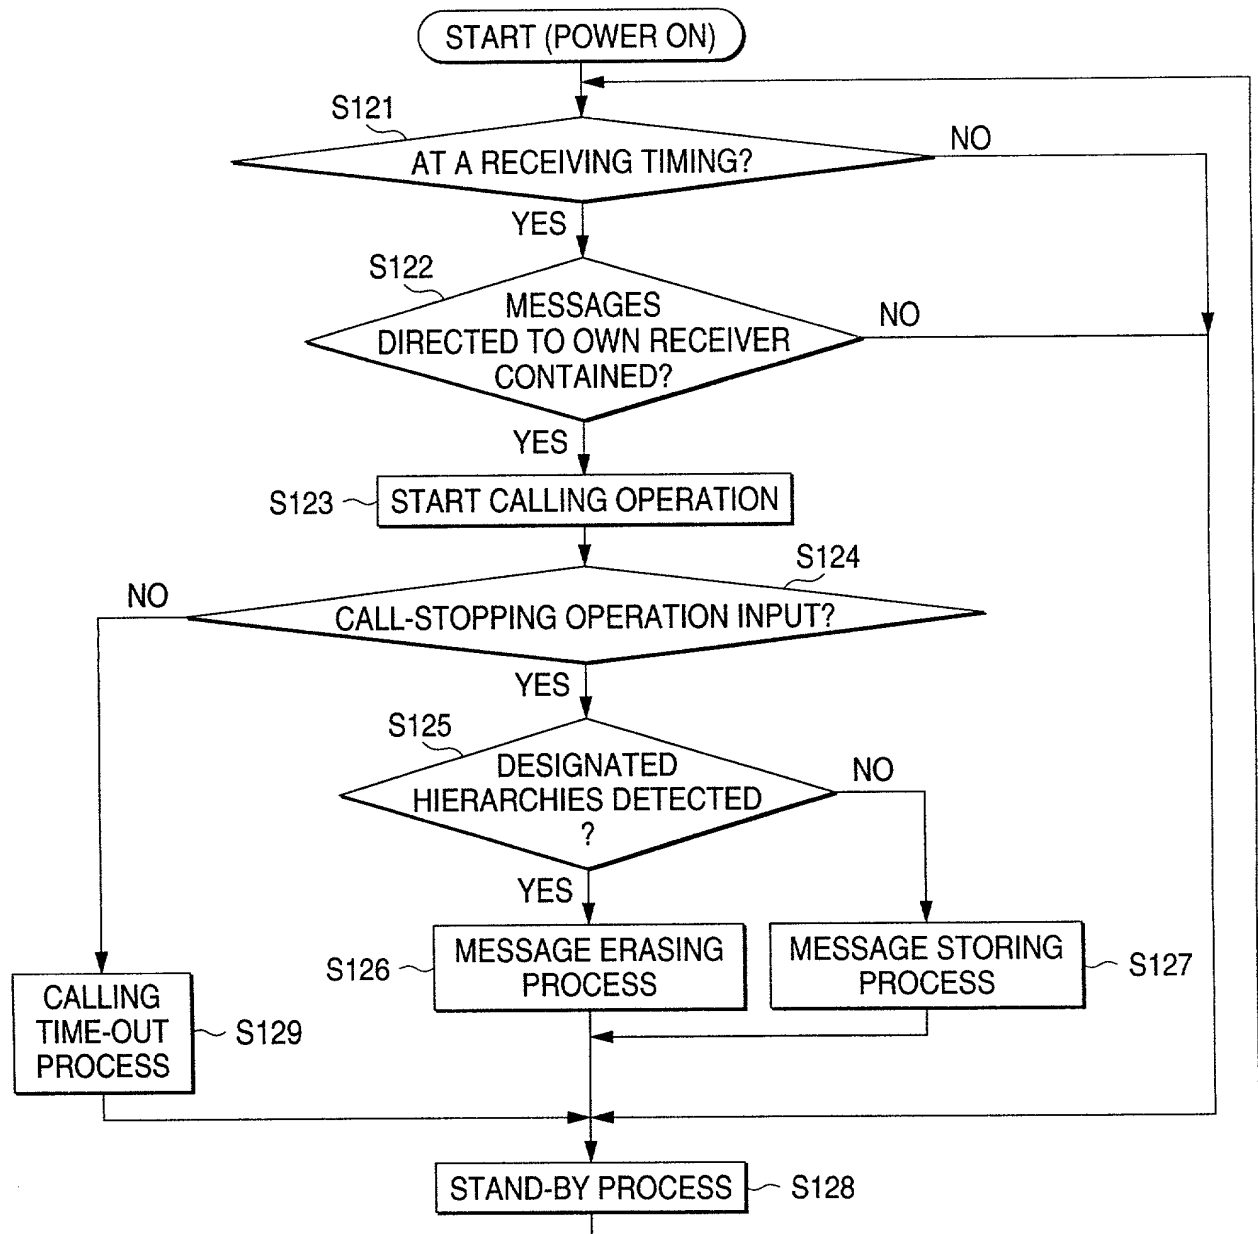 START (POWER ON)
S121
AT A RECEIVING TIMING?
NO
YES
S122
MESSAGES
DIRECTED TO OWN RECEIVER
CONTAINED?
NO
YES
S123
START CALLING OPERATION
S124
NO
CALL-STOPPING OPERATION INPUT?
YES
S125
DESIGNATED
HIERARCHIES DETECTED
?
NO
YES
S126
MESSAGE ERASING
PROCESS
MESSAGE STORING
PROCESS
S127
CALLING
TIME-OUT
PROCESS
S129
STAND-BY PROCESS
S128